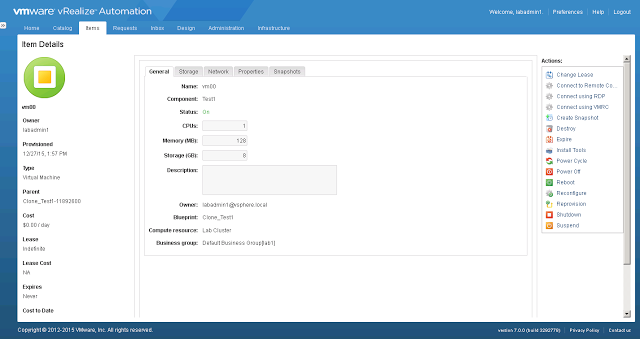 vmware vRealize Automation
Welcome, labadmin1. Preferences Help Logout
Home Catalog Items Requests Inbox Design Administration Infrastructure
Item Details
vm00
Owner
labadmin1
Provisioned
12/27/15, 1:57 PM
Type
Virtual Machine
Parent
Clone_Test1-11892600
Cost
$0.00 / day
Lease
Indefinite
Lease Cost
NA
Expires
Never
Cost to Date
General Storage Network Properties Snapshots
Name: vm00
Component: Test1
Status: On
CPUs: 1
Memory (MB): 128
Storage (GB): 8
Description:
Owner: labadmin1@vsphere.local
Blueprint: Clone_Test1
Compute resource: Lab Cluster
Business group: Default Business Group[lab1]
Actions:
Change Lease
Connect to Remote Co...
Connect using RDP
Connect using VMRC
Create Snapshot
Destroy
Expire
Install Tools
Power Cycle
Power Off
Reboot
Reconfigure
Reprovision
Shutdown
Suspend
Copyright © 2012-2015 VMware, Inc. All rights reserved.
version 7.0.0 (build 3292778) Privacy Policy Contact us